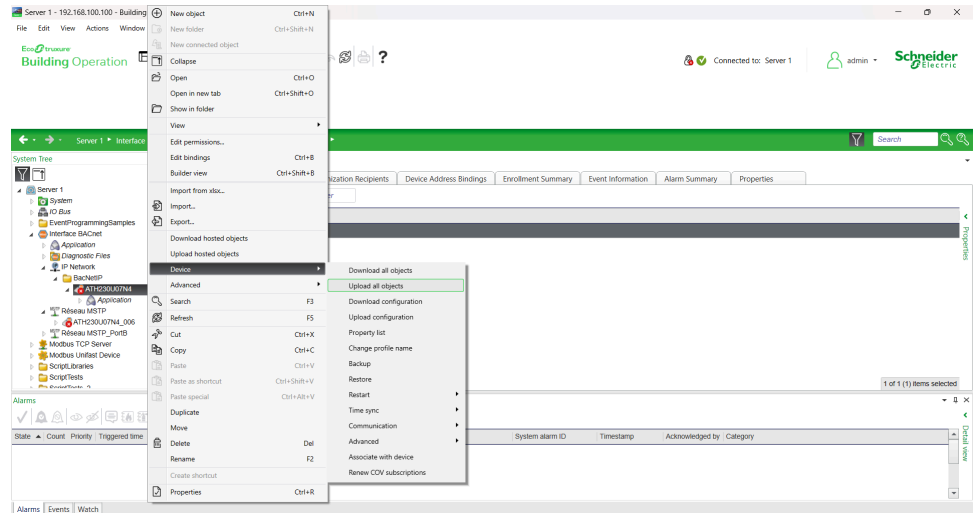 Server 1 - 192.168.100.100 - Building
File Edit View Actions Window
EcoStruxure
Building Operation
?
Connected to: Server 1
admin
Schneider
Electric
Server 1 Interface
Search
System Tree
Server 1
System
IO Bus
EventProgrammingSamples
Interface BACnet
Application
Diagnostic Files
IP Network
BacNetIP
ATH230U07N4
Application
Réseau MSTP
ATH230U07N4_006
Réseau MSTP_PortB
Modbus TCP Server
Modbus Unifast Device
ScriptLibraries
ScriptTests
ScriptTests_2
New object Ctrl+N
New folder Ctrl+Shift+N
New connected object
Collapse
Open Ctrl+O
Open in new tab Ctrl+Shift+O
Show in folder
View
Edit permissions...
Edit bindings Ctrl+B
Builder view Ctrl+Shift+B
Import from xlsx...
Import...
Export...
Download hosted objects
Upload hosted objects
Device
Advanced
Search F3
Refresh F5
Cut Ctrl+X
Copy Ctrl+C
Paste Ctrl+V
Paste as shortcut Ctrl+Shift+V
Paste special Ctrl+Alt+V
Duplicate
Move
Delete Del
Rename F2
Create shortcut
Properties Ctrl+R
Download all objects
Upload all objects
Download configuration
Upload configuration
Property list
Change profile name
Backup
Restore
Restart
Time sync
Communication
Advanced
Associate with device
Renew COV subscriptions
nization Recipients Device Address Bindings Enrollment Summary Event Information Alarm Summary Properties
er
Properties
1 of 1 (1) items selected
Alarms
State Count Priority Triggered time System alarm ID Timestamp Acknowledged by Category
Detail view
Alarms Events Watch